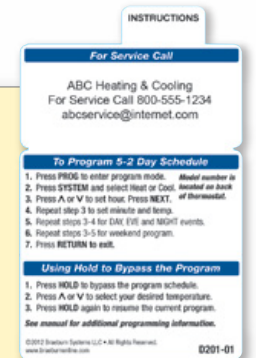 INSTRUCTIONS
For Service Call
ABC Heating & Cooling
For Service Call 800-555-1234
abcservice@internet.com
To Program 5-2 Day Schedule
1. Press PROG to enter program mode.
2. Press SYSTEM and select Heat or Cool.
3. Press Λ or V to set hour. Press NEXT.
Model number is
located on back
of thermostat.
4. Repeat step 3 to set minute and temp.
5. Repeat steps 3-4 for DAY, EVE and NIGHT events.
6. Repeat steps 3-5 for weekend program.
7. Press RETURN to exit.
Using Hold to Bypass the Program
1. Press HOLD to bypass the program schedule.
2. Press Λ or V to select your desired temperature.
3. Press HOLD again to resume the current program.
See manual for additional programming information.
©2012 Braeburn Systems LLC • All Rights Reserved.
www.braeburnonline.com
D201-01